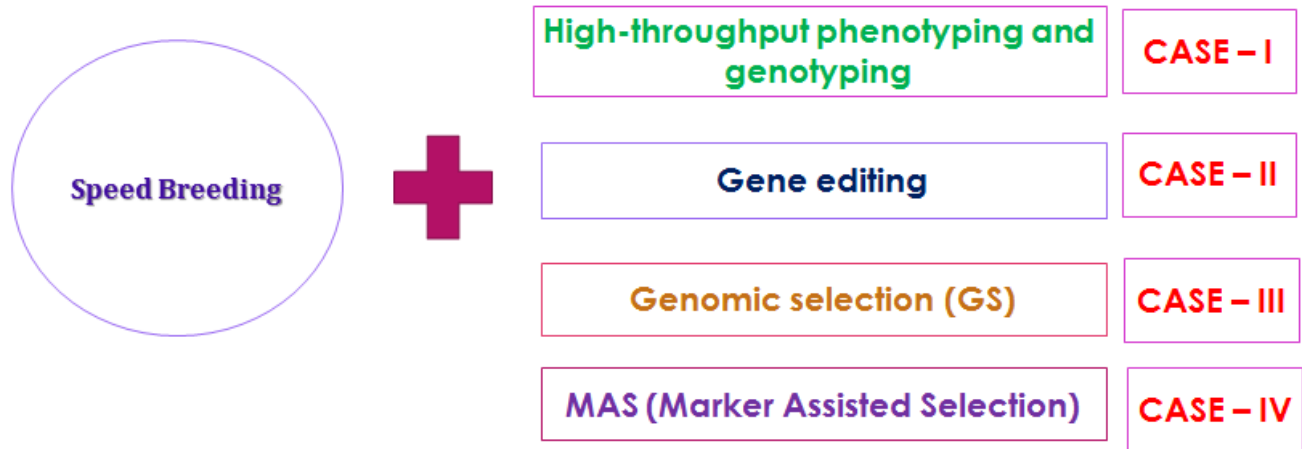 High-throughput phenotyping and
genotyping
CASE – I
Speed Breeding
Gene editing
CASE – II
Genomic selection (GS)
CASE – III
MAS (Marker Assisted Selection)
CASE – IV